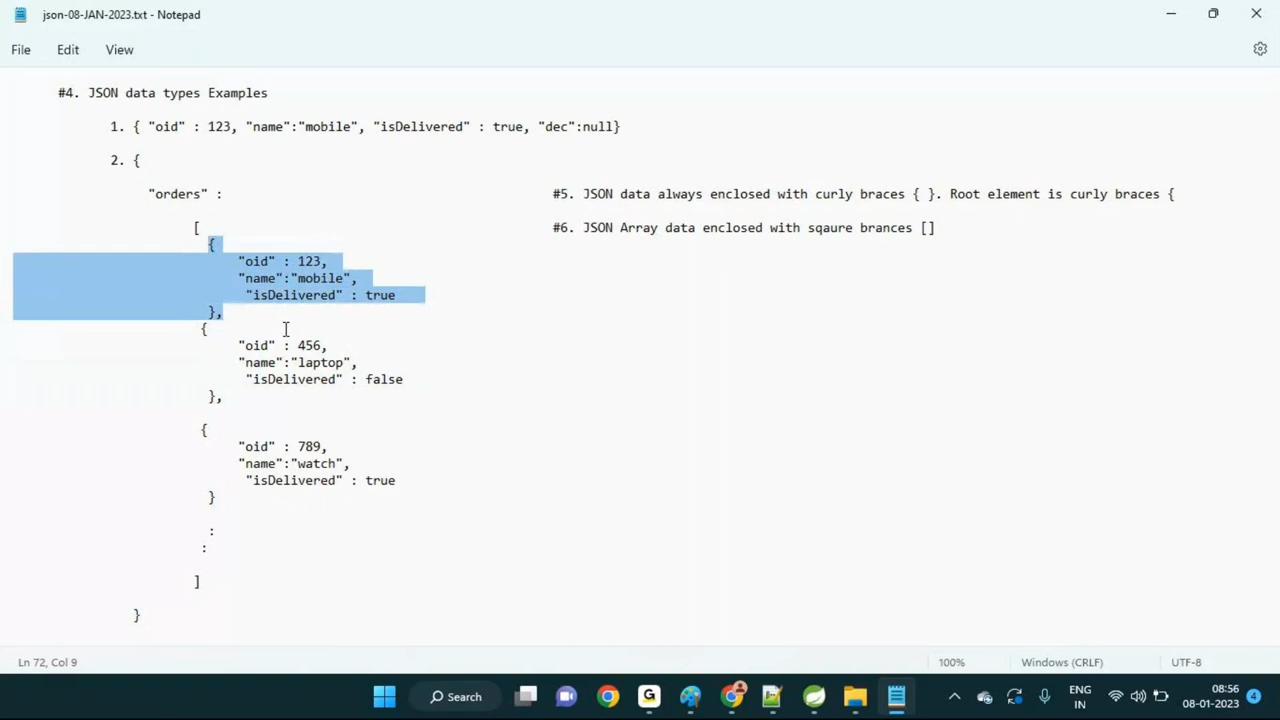 json-08-JAN-2023.txt - Notepad
File Edit View
#4. JSON data types Examples
1. { "oid" : 123, "name":"mobile", "isDelivered" : true, "dec":null}
2. {
"orders" :
#5. JSON data always enclosed with curly braces { }. Root element is curly braces {
[
#6. JSON Array data enclosed with sqaure brances []
{
"oid" : 123,
"name":"mobile",
"isDelivered" : true
},
{
"oid" : 456,
"name":"laptop",
"isDelivered" : false
},
{
"oid" : 789,
"name":"watch",
"isDelivered" : true
}
:
:
]
}
Ln 72, Col 9
100%
Windows (CRLF)
UTF-8
Search
G
ENG
IN
08:56
08-01-2023
4